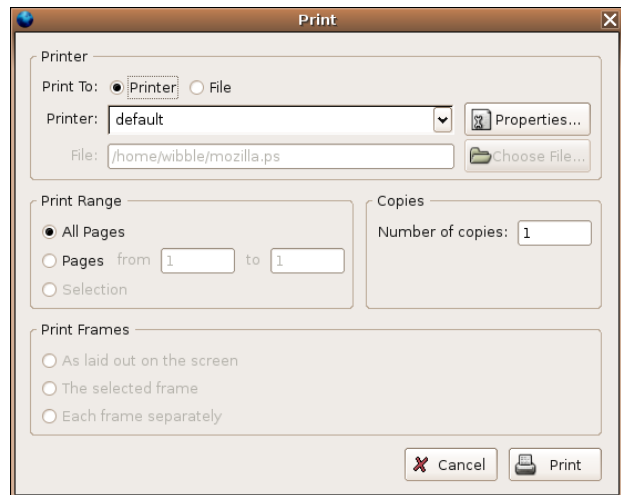 Print
Printer
Print To: Printer File
Printer: default Properties...
File: /home/wibble/mozilla.ps Choose File...
Print Range
All Pages
Pages from 1 to 1
Selection
Copies
Number of copies: 1
Print Frames
As laid out on the screen
The selected frame
Each frame separately
Cancel Print